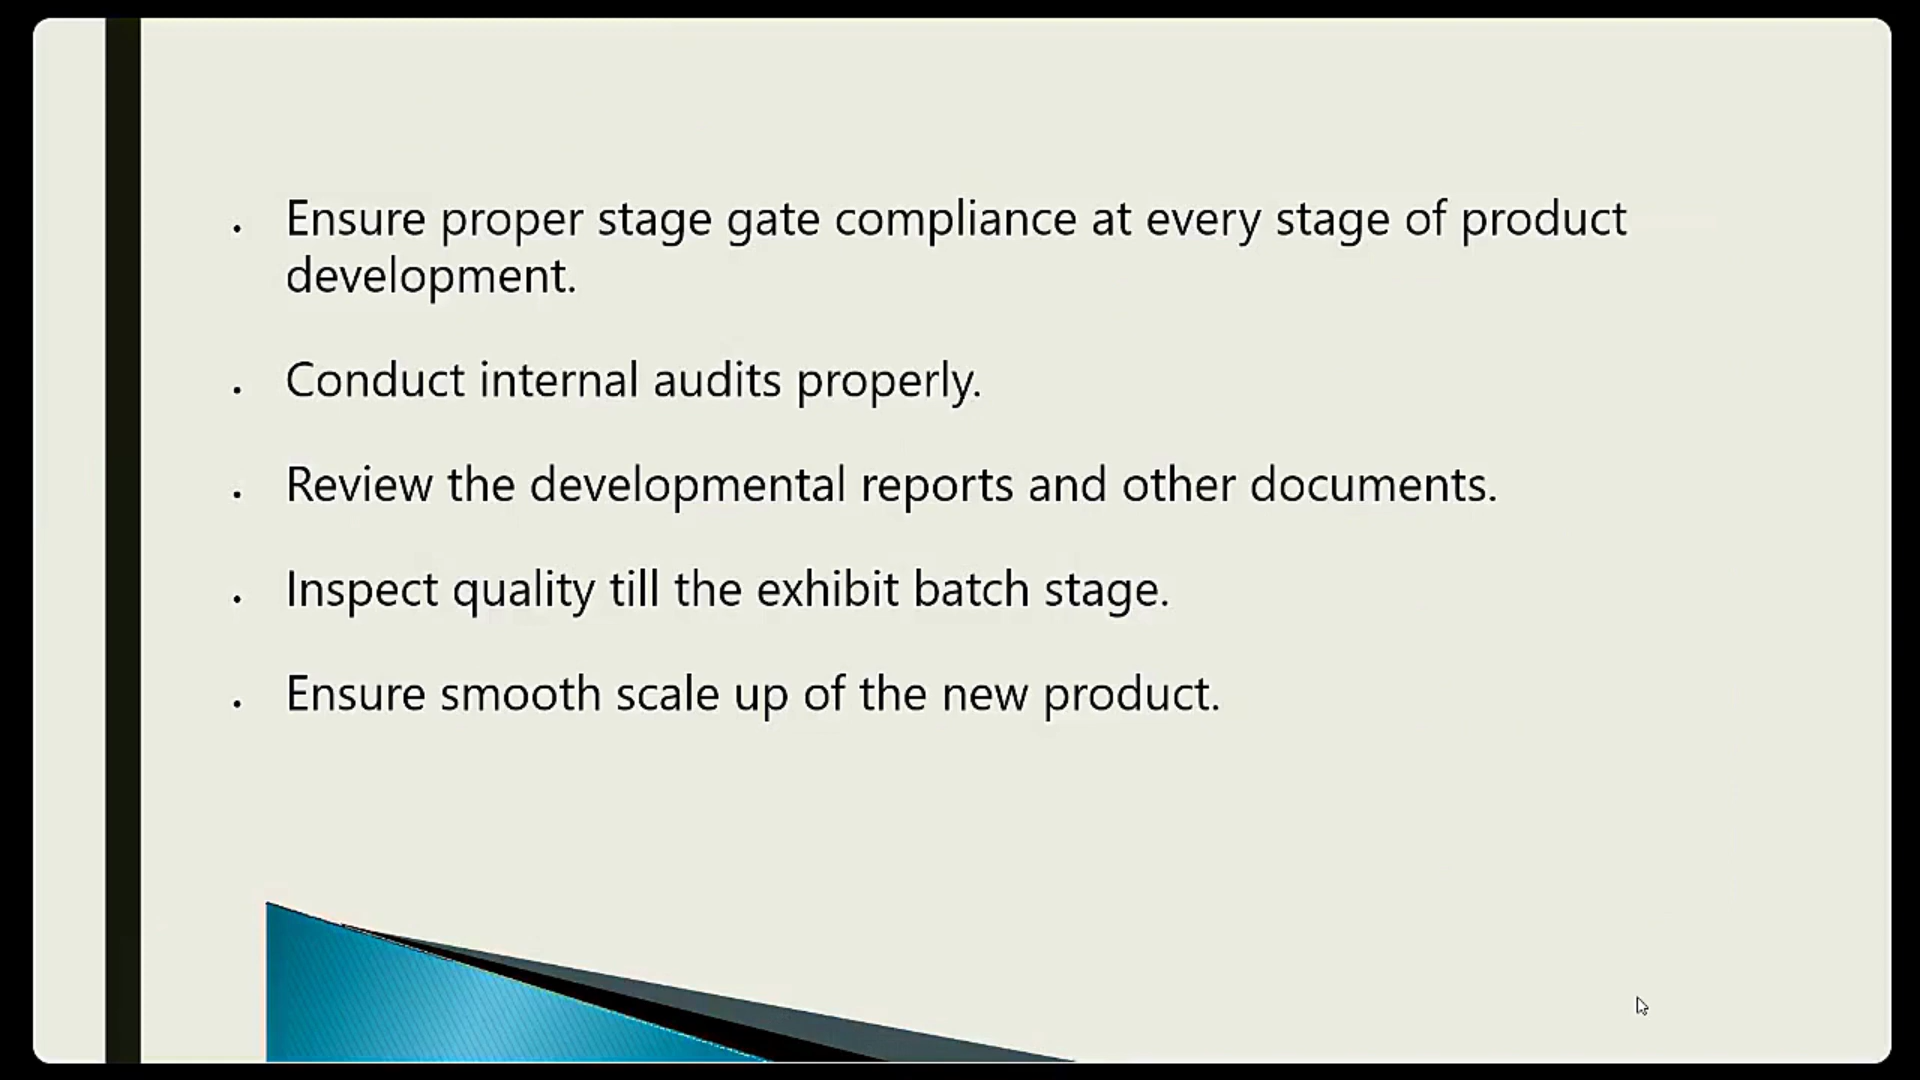 • Ensure proper stage gate compliance at every stage of product
development.
• Conduct internal audits properly.
• Review the developmental reports and other documents.
• Inspect quality till the exhibit batch stage.
• Ensure smooth scale up of the new product.